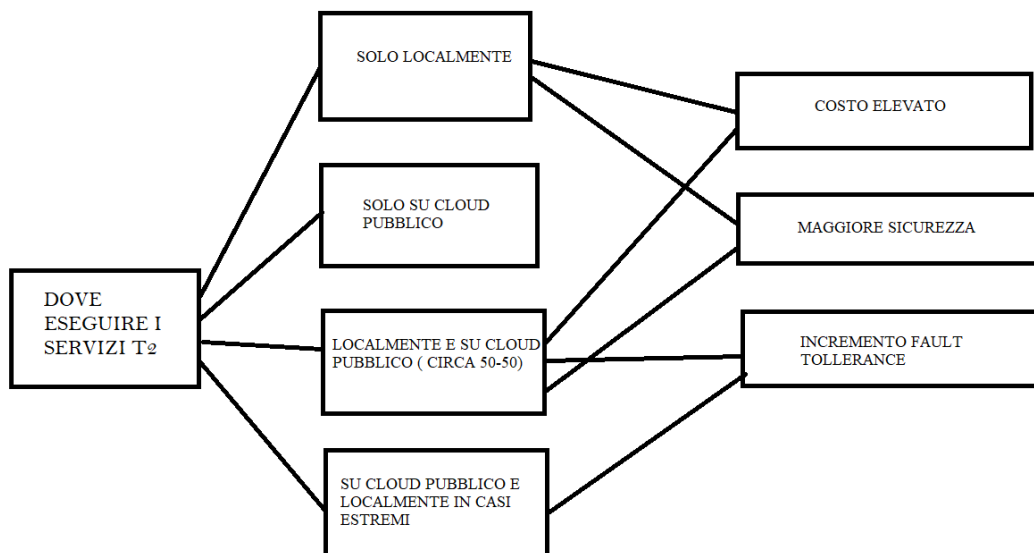 DOVE
ESEGUIRE I
SERVIZI T2
SOLO LOCALMENTE
SOLO SU CLOUD
PUBBLICO
LOCALMENTE E SU CLOUD
PUBBLICO ( CIRCA 50-50)
SU CLOUD PUBBLICO E
LOCALMENTE IN CASI
ESTREMI
COSTO ELEVATO
MAGGIORE SICUREZZA
INCREMENTO FAULT
TOLLERANCE